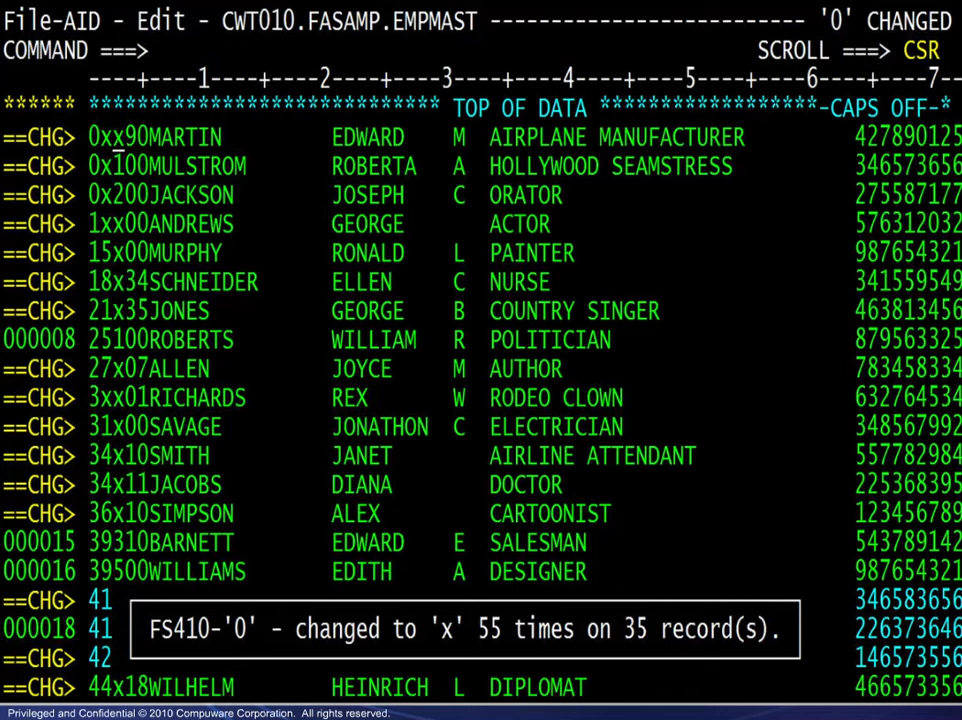 File-AID - Edit - CWT010.FASAMP.EMPMAST --------------------------- '0' CHANGED
COMMAND ===> SCROLL ===> CSR
----+----1----+----2----+----3----+----4----+----5----+----6----+----7--
****** ***************************** TOP OF DATA ******************-CAPS OFF-*
==CHG> 0xx90MARTIN EDWARD M AIRPLANE MANUFACTURER 427890125
==CHG> 0x100MULSTROM ROBERTA A HOLLYWOOD SEAMSTRESS 346573656
==CHG> 0x200JACKSON JOSEPH C ORATOR 275587177
==CHG> 1xx00ANDREWS GEORGE ACTOR 576312032
==CHG> 15x00MURPHY RONALD L PAINTER 987654321
==CHG> 18x34SCHNEIDER ELLEN C NURSE 341559549
==CHG> 21x35JONES GEORGE B COUNTRY SINGER 463813456
000008 25100ROBERTS WILLIAM R POLITICIAN 879563325
==CHG> 27x07ALLEN JOYCE M AUTHOR 783458334
==CHG> 3xx01RICHARDS REX W RODEO CLOWN 632764534
==CHG> 31x00SAVAGE JONATHON C ELECTRICIAN 348567992
==CHG> 34x10SMITH JANET AIRLINE ATTENDANT 557782984
==CHG> 34x11JACOBS DIANA DOCTOR 225368395
==CHG> 36x10SIMPSON ALEX CARTOONIST 123456789
000015 39310BARNETT EDWARD E SALESMAN 543789142
000016 39500WILLIAMS EDITH A DESIGNER 987654321
==CHG> 41 346583656
000018 41 FS410-'0' - changed to 'x' 55 times on 35 record(s). 226373646
==CHG> 42 146573556
==CHG> 44x18WILHELM HEINRICH L DIPLOMAT 466573356
Privileged and Confidential © 2010 Compuware Corporation. All rights reserved.